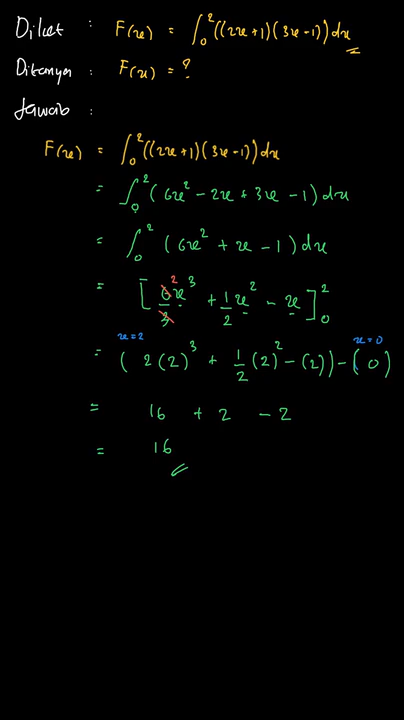 Diket : F(x) = ∫₀² ((2x+1)(3x-1)) dx
Ditanya : F(x) = ?
Jawab :
F(x) = ∫₀² ((2x+1)(3x-1)) dx
= ∫₀² (6x² - 2x + 3x - 1) dx
= ∫₀² (6x² + x - 1) dx
= [ 6/3 2 x³ + 1/2 x² - x ]₀²
x=2 x=0
= ( 2(2)³ + 1/2 (2)² - (2)) - ( 0 )
= 16 + 2 - 2
= 16